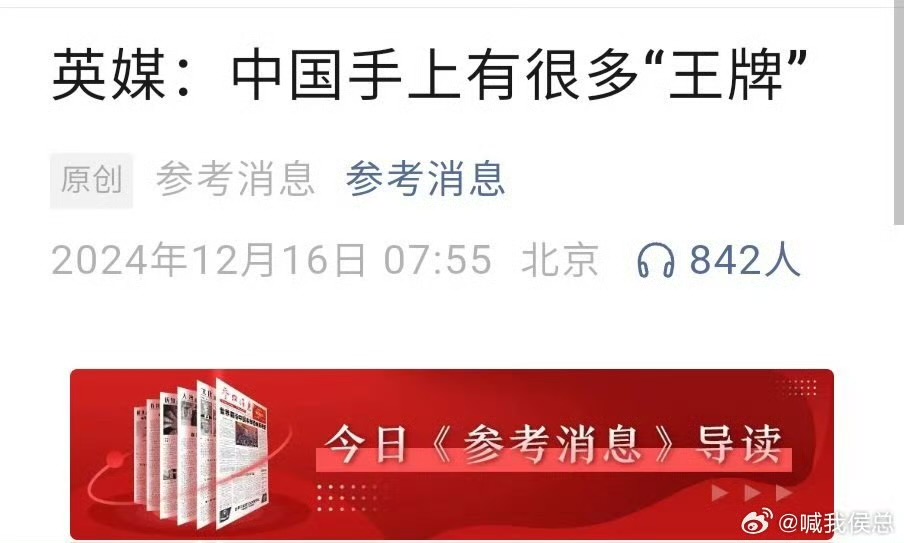 英媒：中国手上有很多“王牌”
原创 参考消息 参考消息
2024年12月16日 07:55 北京 842人
今日《参考消息》导读
@喊我侯总